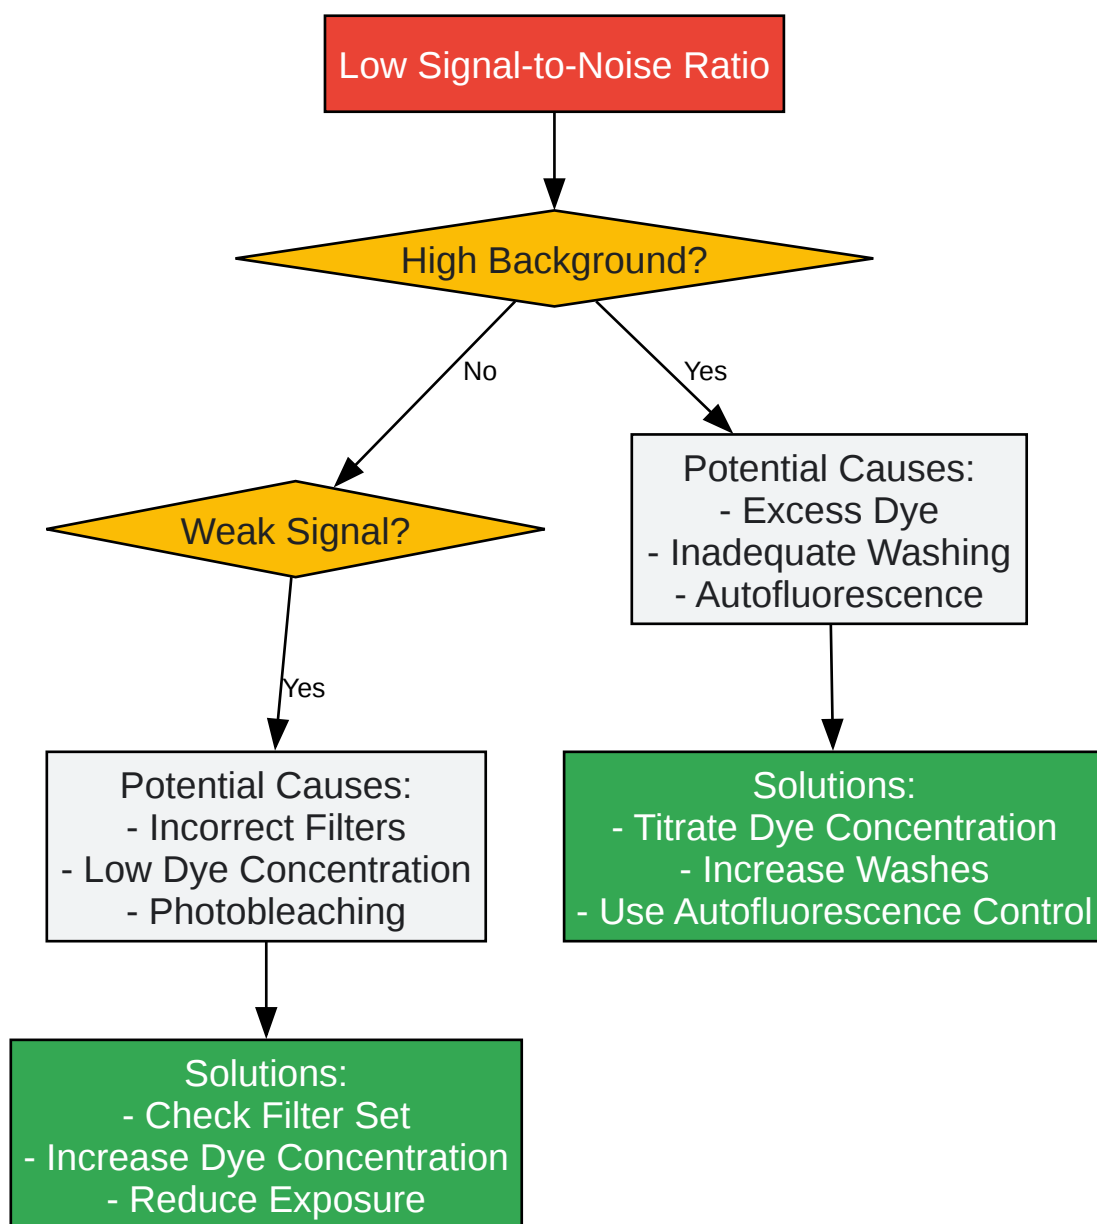 Low Signal-to-Noise Ratio
High Background?
No
Yes
Weak Signal?
Potential Causes:
- Excess Dye
- Inadequate Washing
- Autofluorescence
Yes
Potential Causes:
- Incorrect Filters
- Low Dye Concentration
- Photobleaching
Solutions:
- Titrate Dye Concentration
- Increase Washes
- Use Autofluorescence Control
Solutions:
- Check Filter Set
- Increase Dye Concentration
- Reduce Exposure